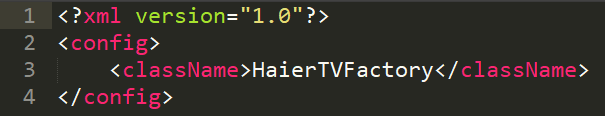 1 <?xml version="1.0"?>
2 <config>
3     <className>HaierTVFactory</className>
4 </config>